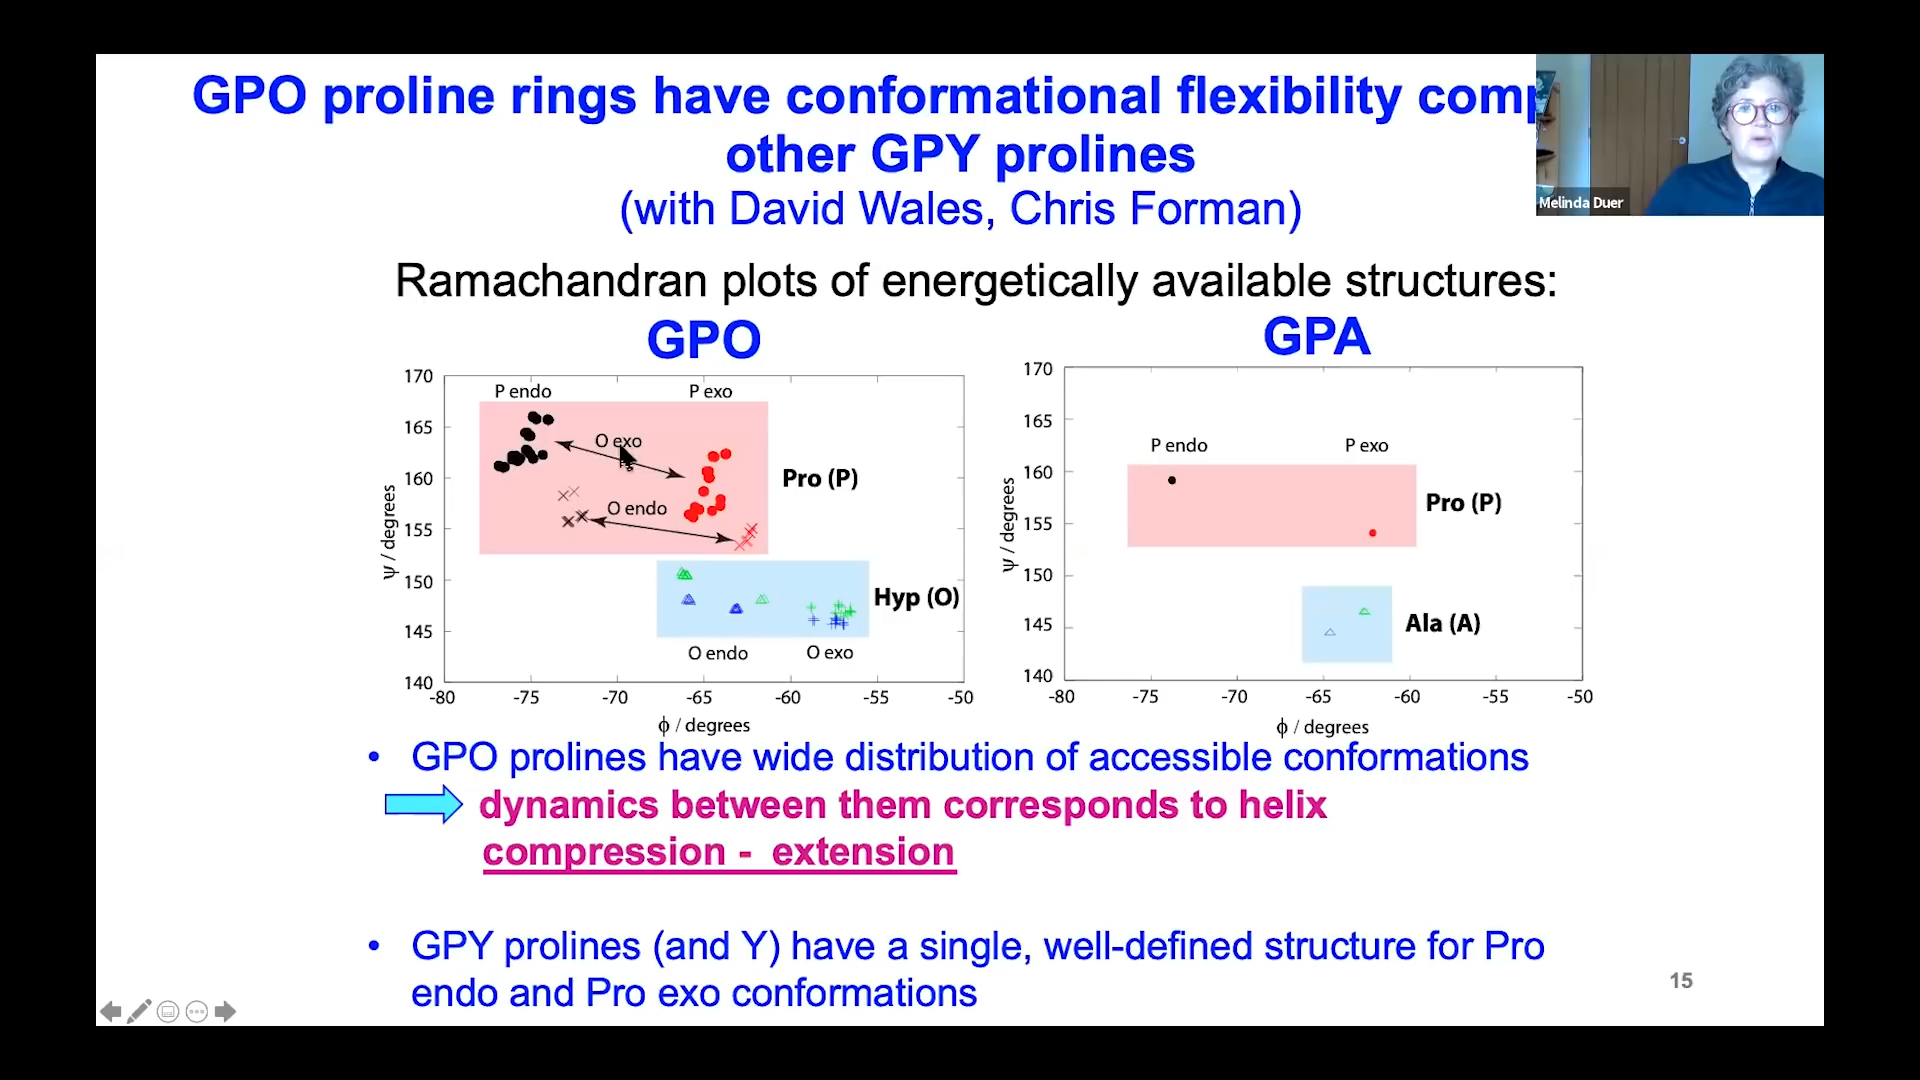 GPO proline rings have conformational flexibility
other GPY prolines
(with David Wales, Chris Forman)
Melinda Duer
Ramachandran plots of energetically available structures:
GPO
GPA
170
165
160
155
150
145
140
ψ / degrees
P endo
P exo
O exo
O endo
Pro (P)
Hyp (O)
O endo
O exo
-80
-75
-70
-65
-60
-55
-50
ϕ / degrees
170
165
160
155
150
145
140
ψ / degrees
P endo
P exo
Pro (P)
Ala (A)
-80
-75
-70
-65
-60
-55
-50
ϕ / degrees
• GPO prolines have wide distribution of accessible conformations
dynamics between them corresponds to helix
compression - extension
• GPY prolines (and Y) have a single, well-defined structure for Pro
endo and Pro exo conformations
15